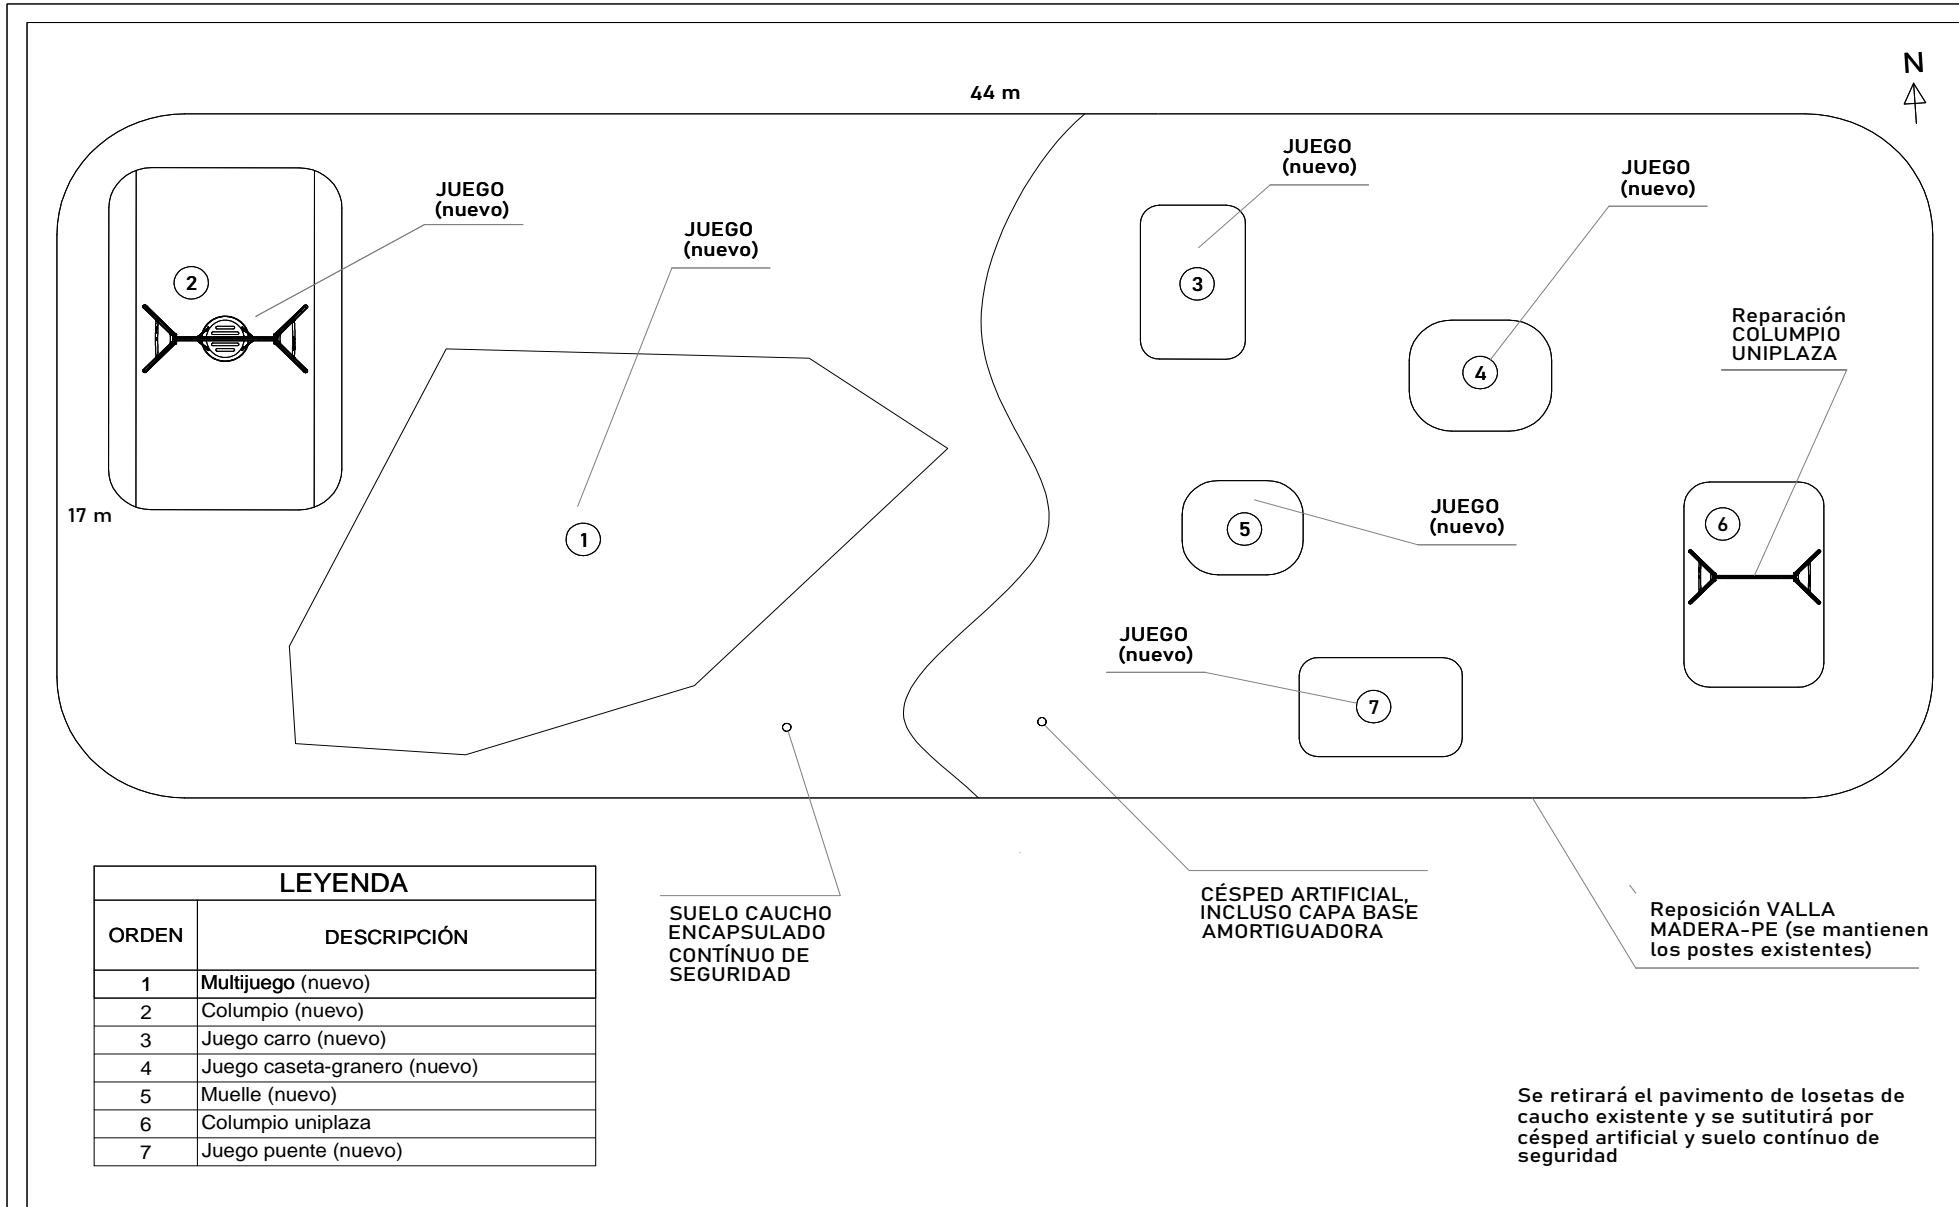 44 m
N
JUEGO
(nuevo)
JUEGO
(nuevo)
JUEGO
(nuevo)
JUEGO
(nuevo)
2
3
4
Reparación
COLUMPIO
UNIPLAZA
17 m
1
5
JUEGO
(nuevo)
6
JUEGO
(nuevo)
7
LEYENDA
ORDEN DESCRIPCIÓN
1 Multijuego (nuevo)
2 Columpio (nuevo)
3 Juego carro (nuevo)
4 Juego caseta-granero (nuevo)
5 Muelle (nuevo)
6 Columpio uniplaza
7 Juego puente (nuevo)
SUELO CAUCHO
ENCAPSULADO
CONTÍNUO DE
SEGURIDAD
CÉSPED ARTIFICIAL,
INCLUSO CAPA BASE
AMORTIGUADORA
Reposición VALLA
MADERA-PE (se mantienen
los postes existentes)
Se retirará el pavimento de losetas de
caucho existente y se sutitutirá por
césped artificial y suelo contínuo de
seguridad